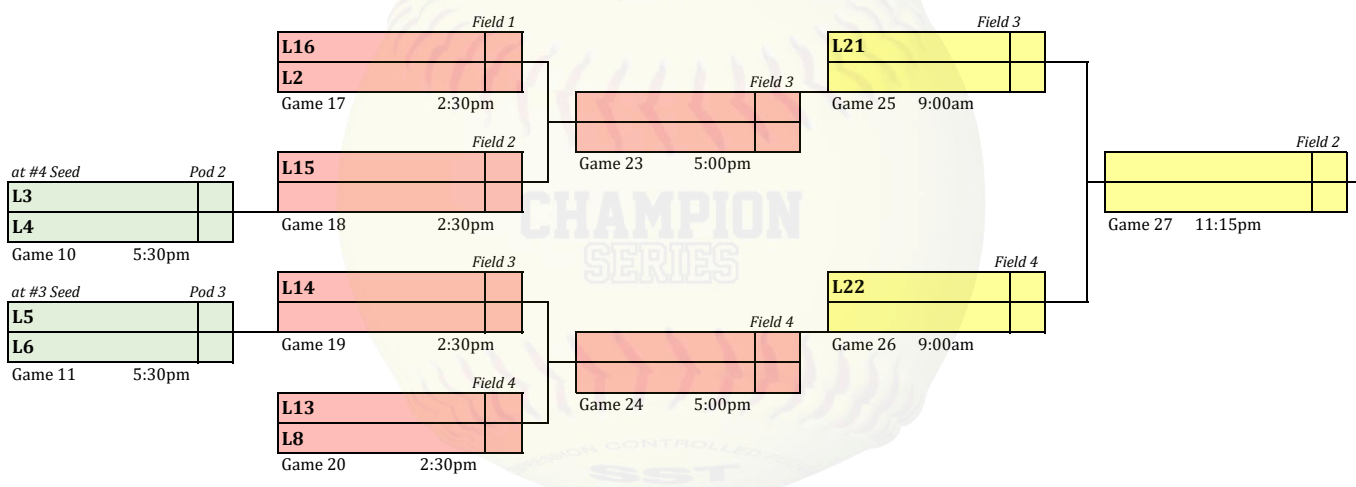 Field 1
L16
L2
Game 17 2:30pm
Field 2
L15
Game 18 2:30pm
at #4 Seed Pod 2
L3
L4
Game 10 5:30pm
Field 3
L14
Game 19 2:30pm
at #3 Seed Pod 3
L5
L6
Game 11 5:30pm
Field 4
L13
L8
Game 20 2:30pm
Field 3
Game 23 5:00pm
Field 4
Game 24 5:00pm
Field 3
L21
Game 25 9:00am
Field 4
L22
Game 26 9:00am
Field 2
Game 27 11:15pm
CHAMPION
SERIES
SST